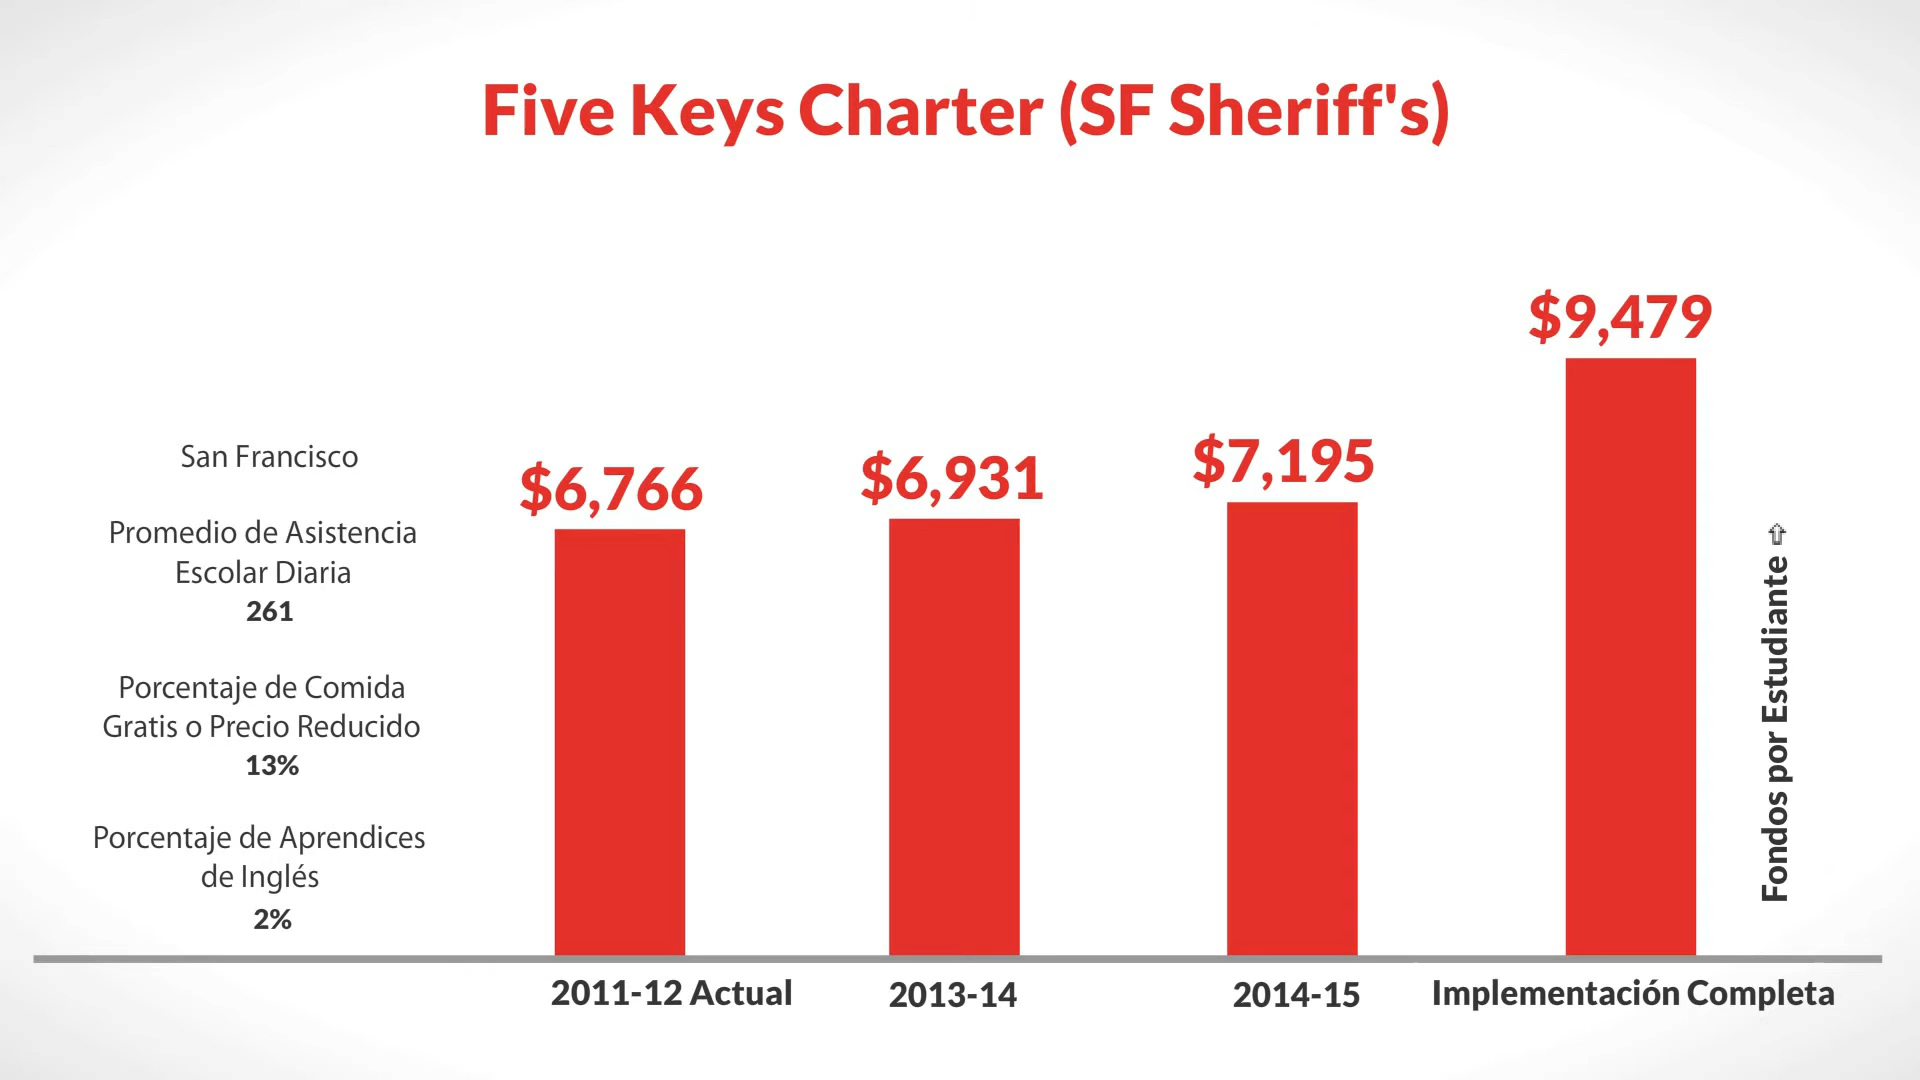 Five Keys Charter (SF Sheriff's)
San Francisco
Promedio de Asistencia
Escolar Diaria
261
Porcentaje de Comida
Gratis o Precio Reducido
13%
Porcentaje de Aprendices
de Inglés
2%
$6,766
$6,931
$7,195
$9,479
Fondos por Estudiante ⇧
2011-12 Actual
2013-14
2014-15
Implementación Completa